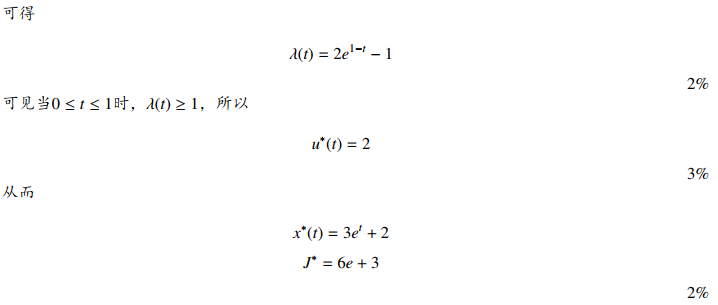 可得
λ(t) = 2e^{1−t} − 1
2%
可见当0 ≤ t ≤ 1时，λ(t) ≥ 1，所以
u*(t) = 2
3%
从而
x*(t) = 3e^t + 2
J* = 6e + 3
2%